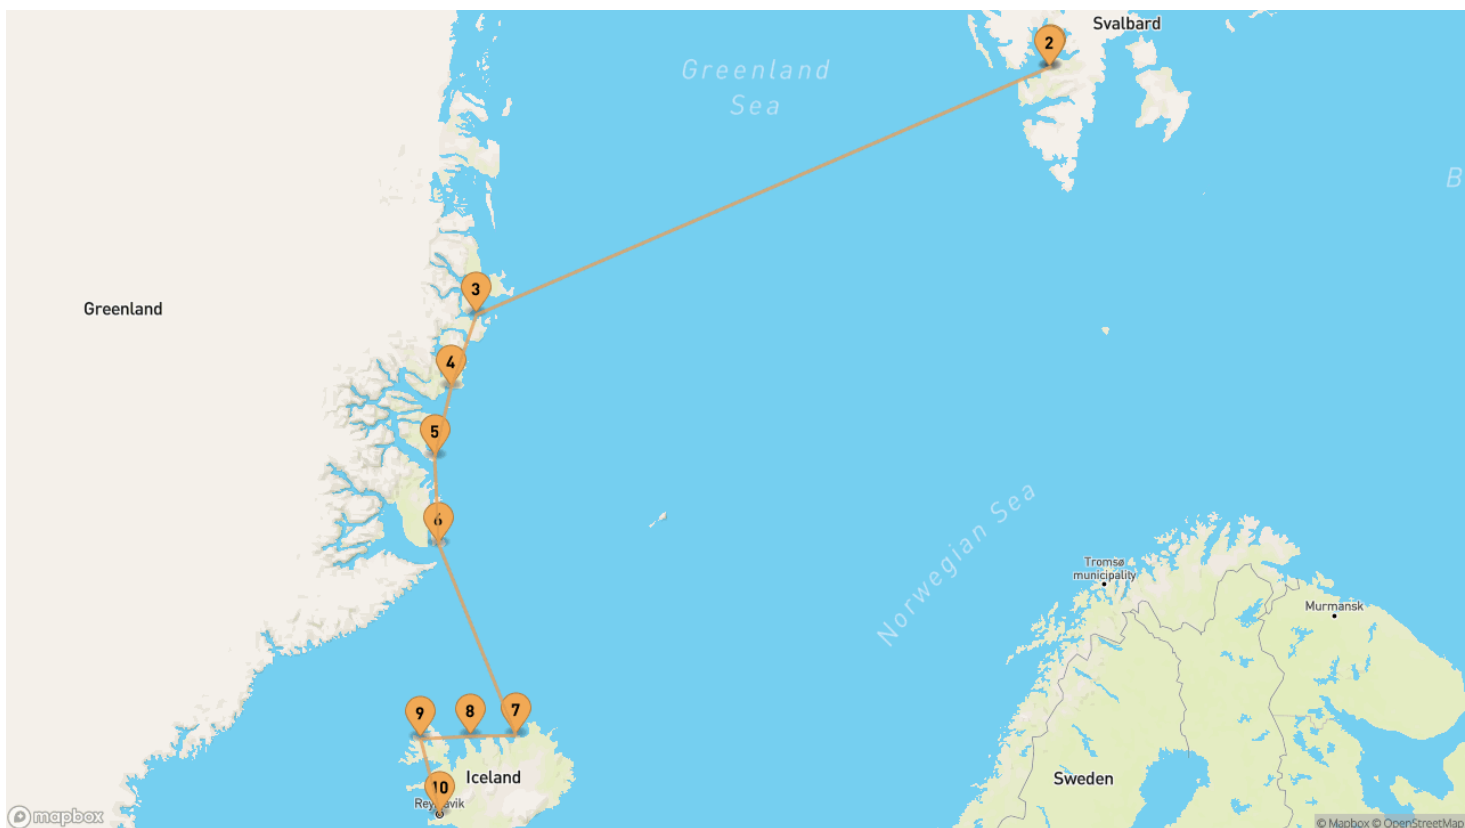 Svalbard
2
Greenland
Sea
B
3
Greenland
4
5
6
Norwegian Sea
Tromsø
municipality
Murmansk
9
8
7
Iceland
10
Sweden
mapbox
© Mapbox © OpenStreetMap